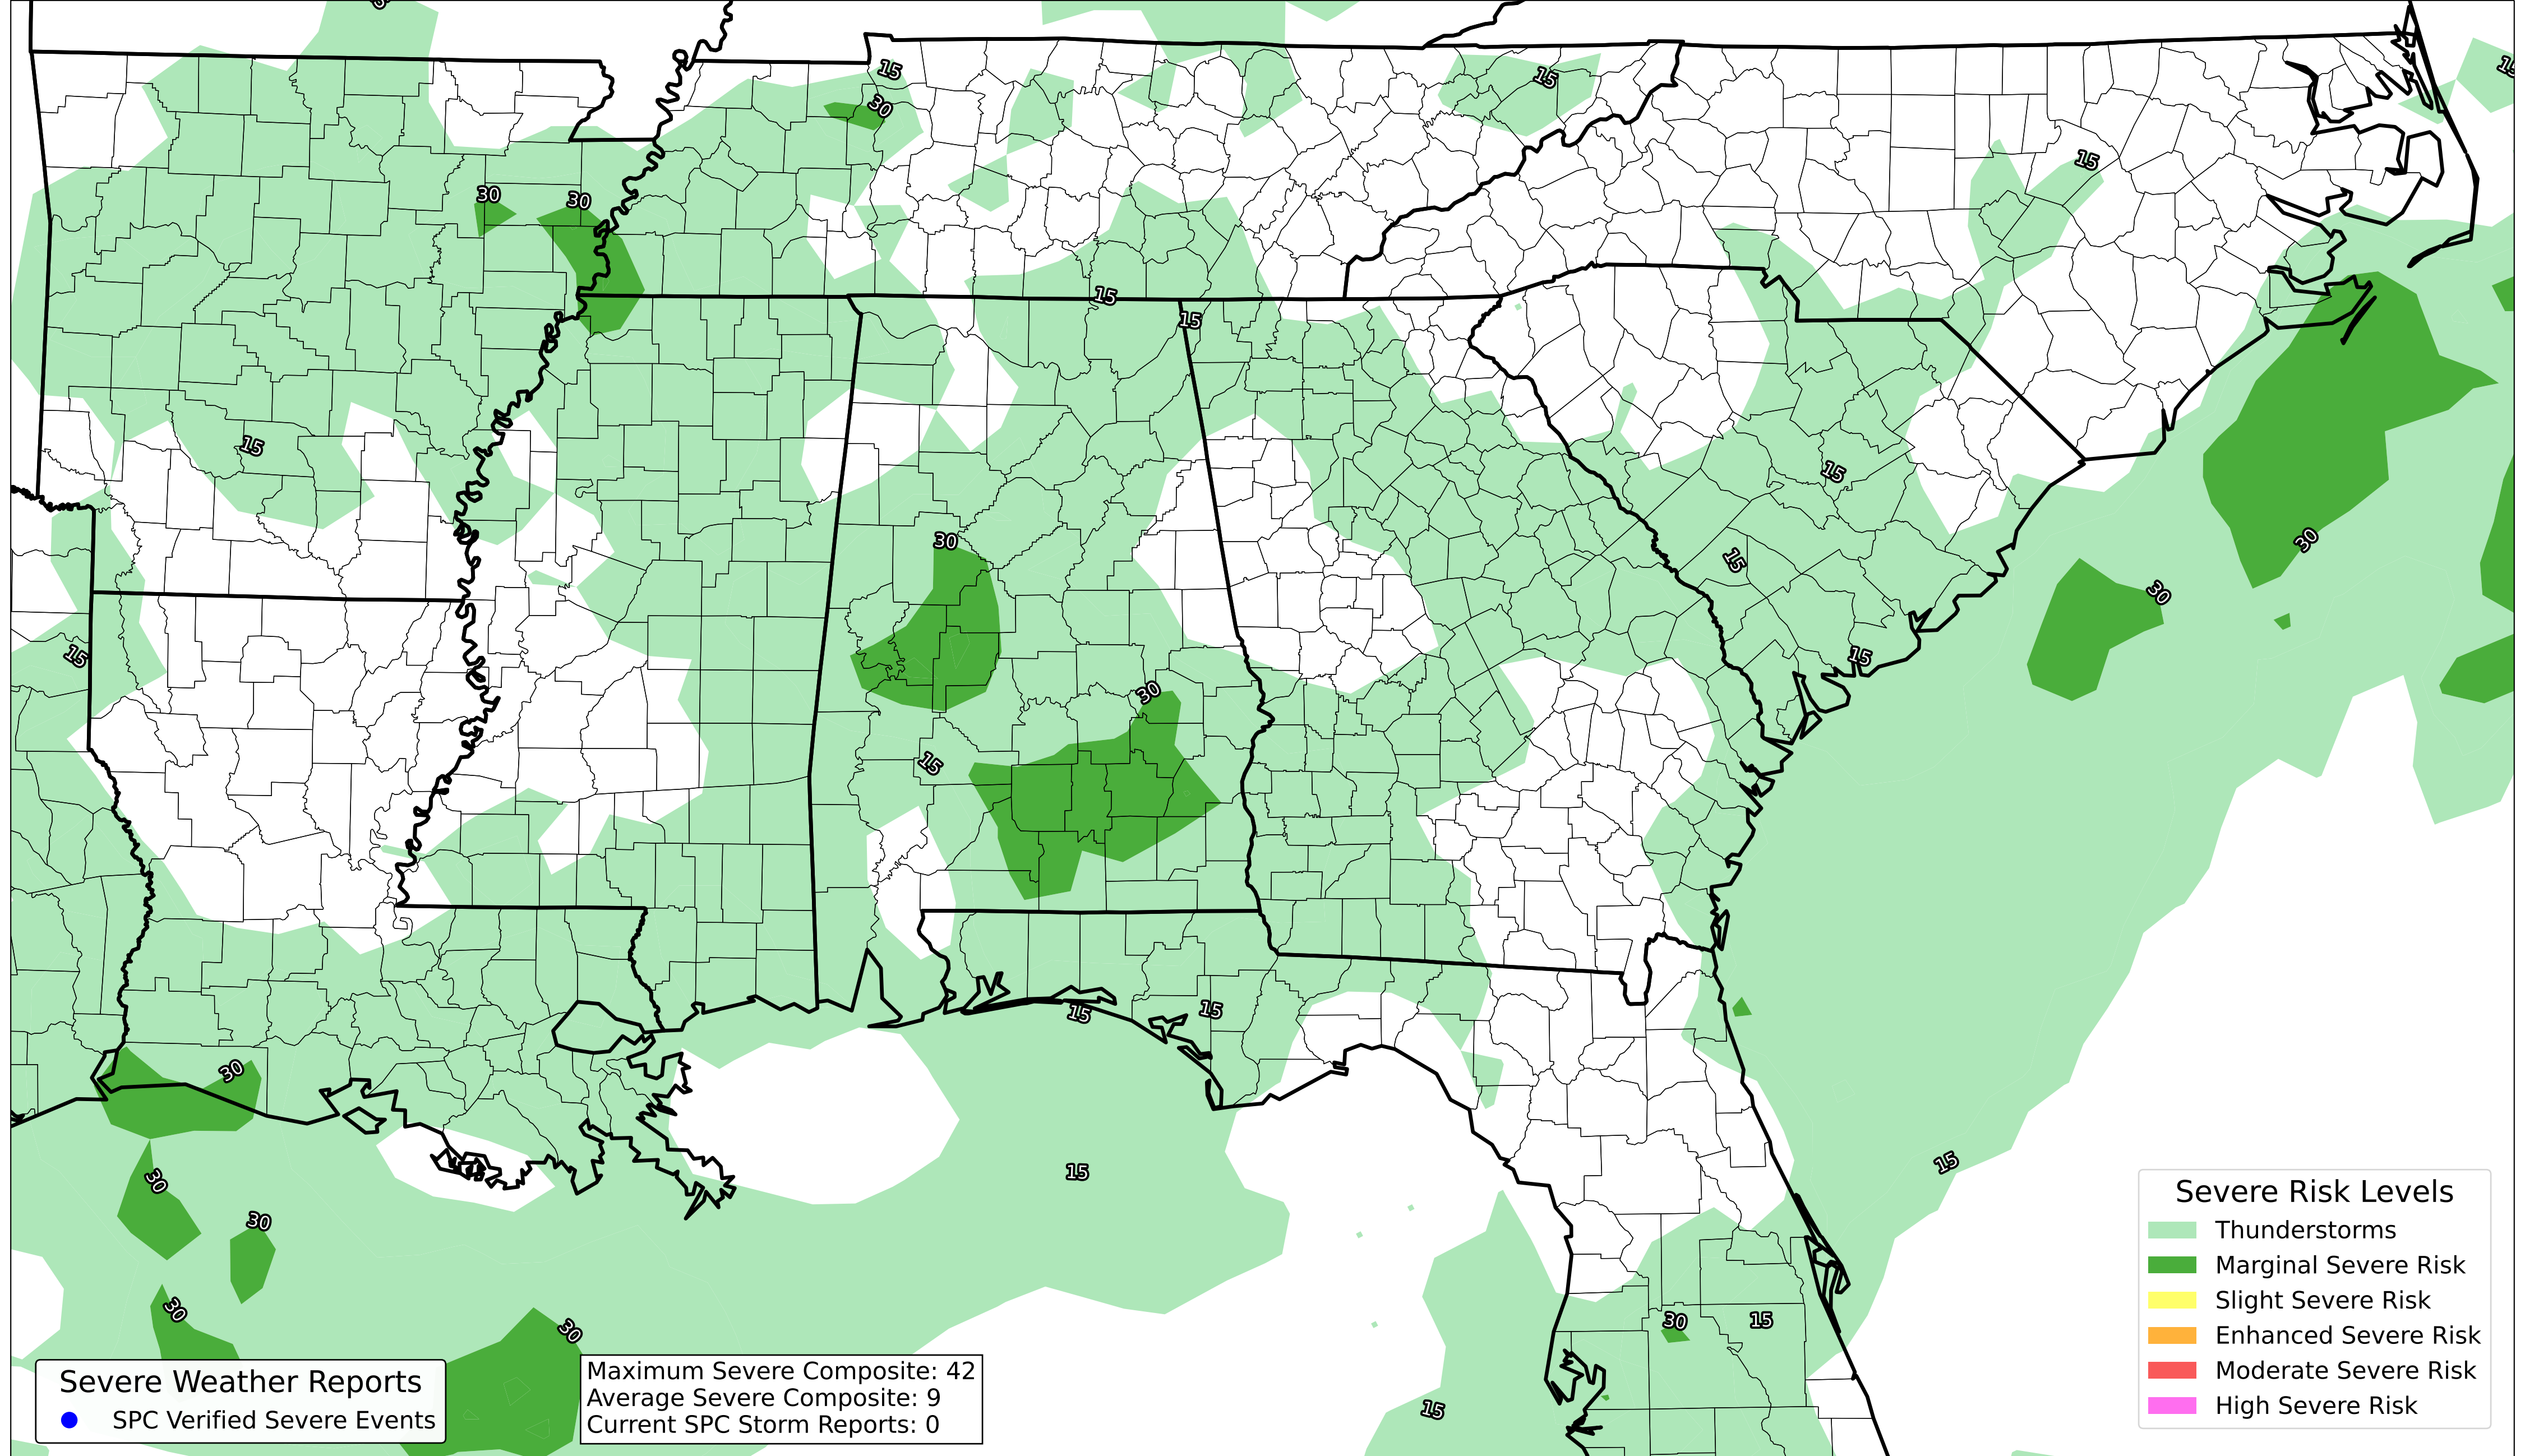 15
30
15
15
15
30
30
15
15
15
15
30
15
30
30
15
15
30
15
15
15
30
15
30
15
30
30
30
30
15
15
15
Severe Weather Reports
SPC Verified Severe Events
Maximum Severe Composite: 42
Average Severe Composite: 9
Current SPC Storm Reports: 0
Severe Risk Levels
Thunderstorms
Marginal Severe Risk
Slight Severe Risk
Enhanced Severe Risk
Moderate Severe Risk
High Severe Risk